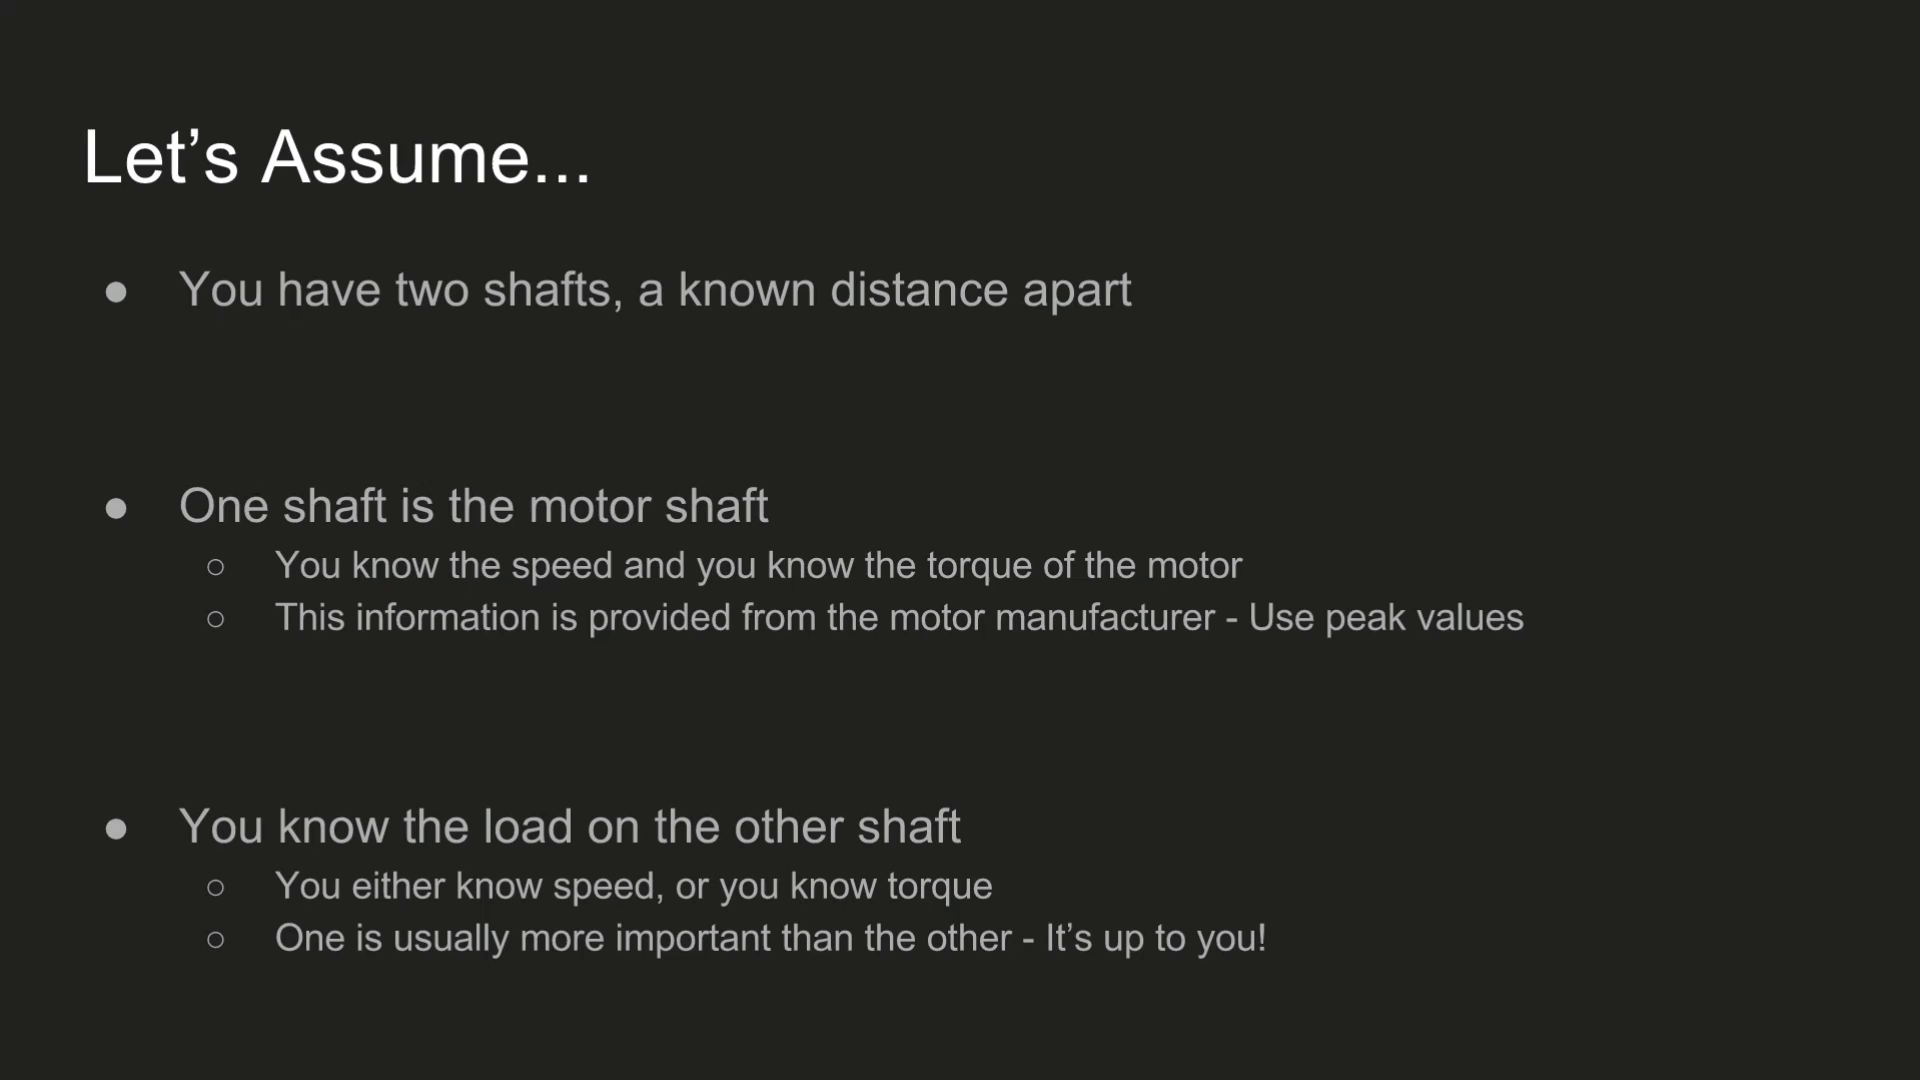 Let’s Assume...
● You have two shafts, a known distance apart
● One shaft is the motor shaft
○ You know the speed and you know the torque of the motor
○ This information is provided from the motor manufacturer - Use peak values
● You know the load on the other shaft
○ You either know speed, or you know torque
○ One is usually more important than the other - It’s up to you!